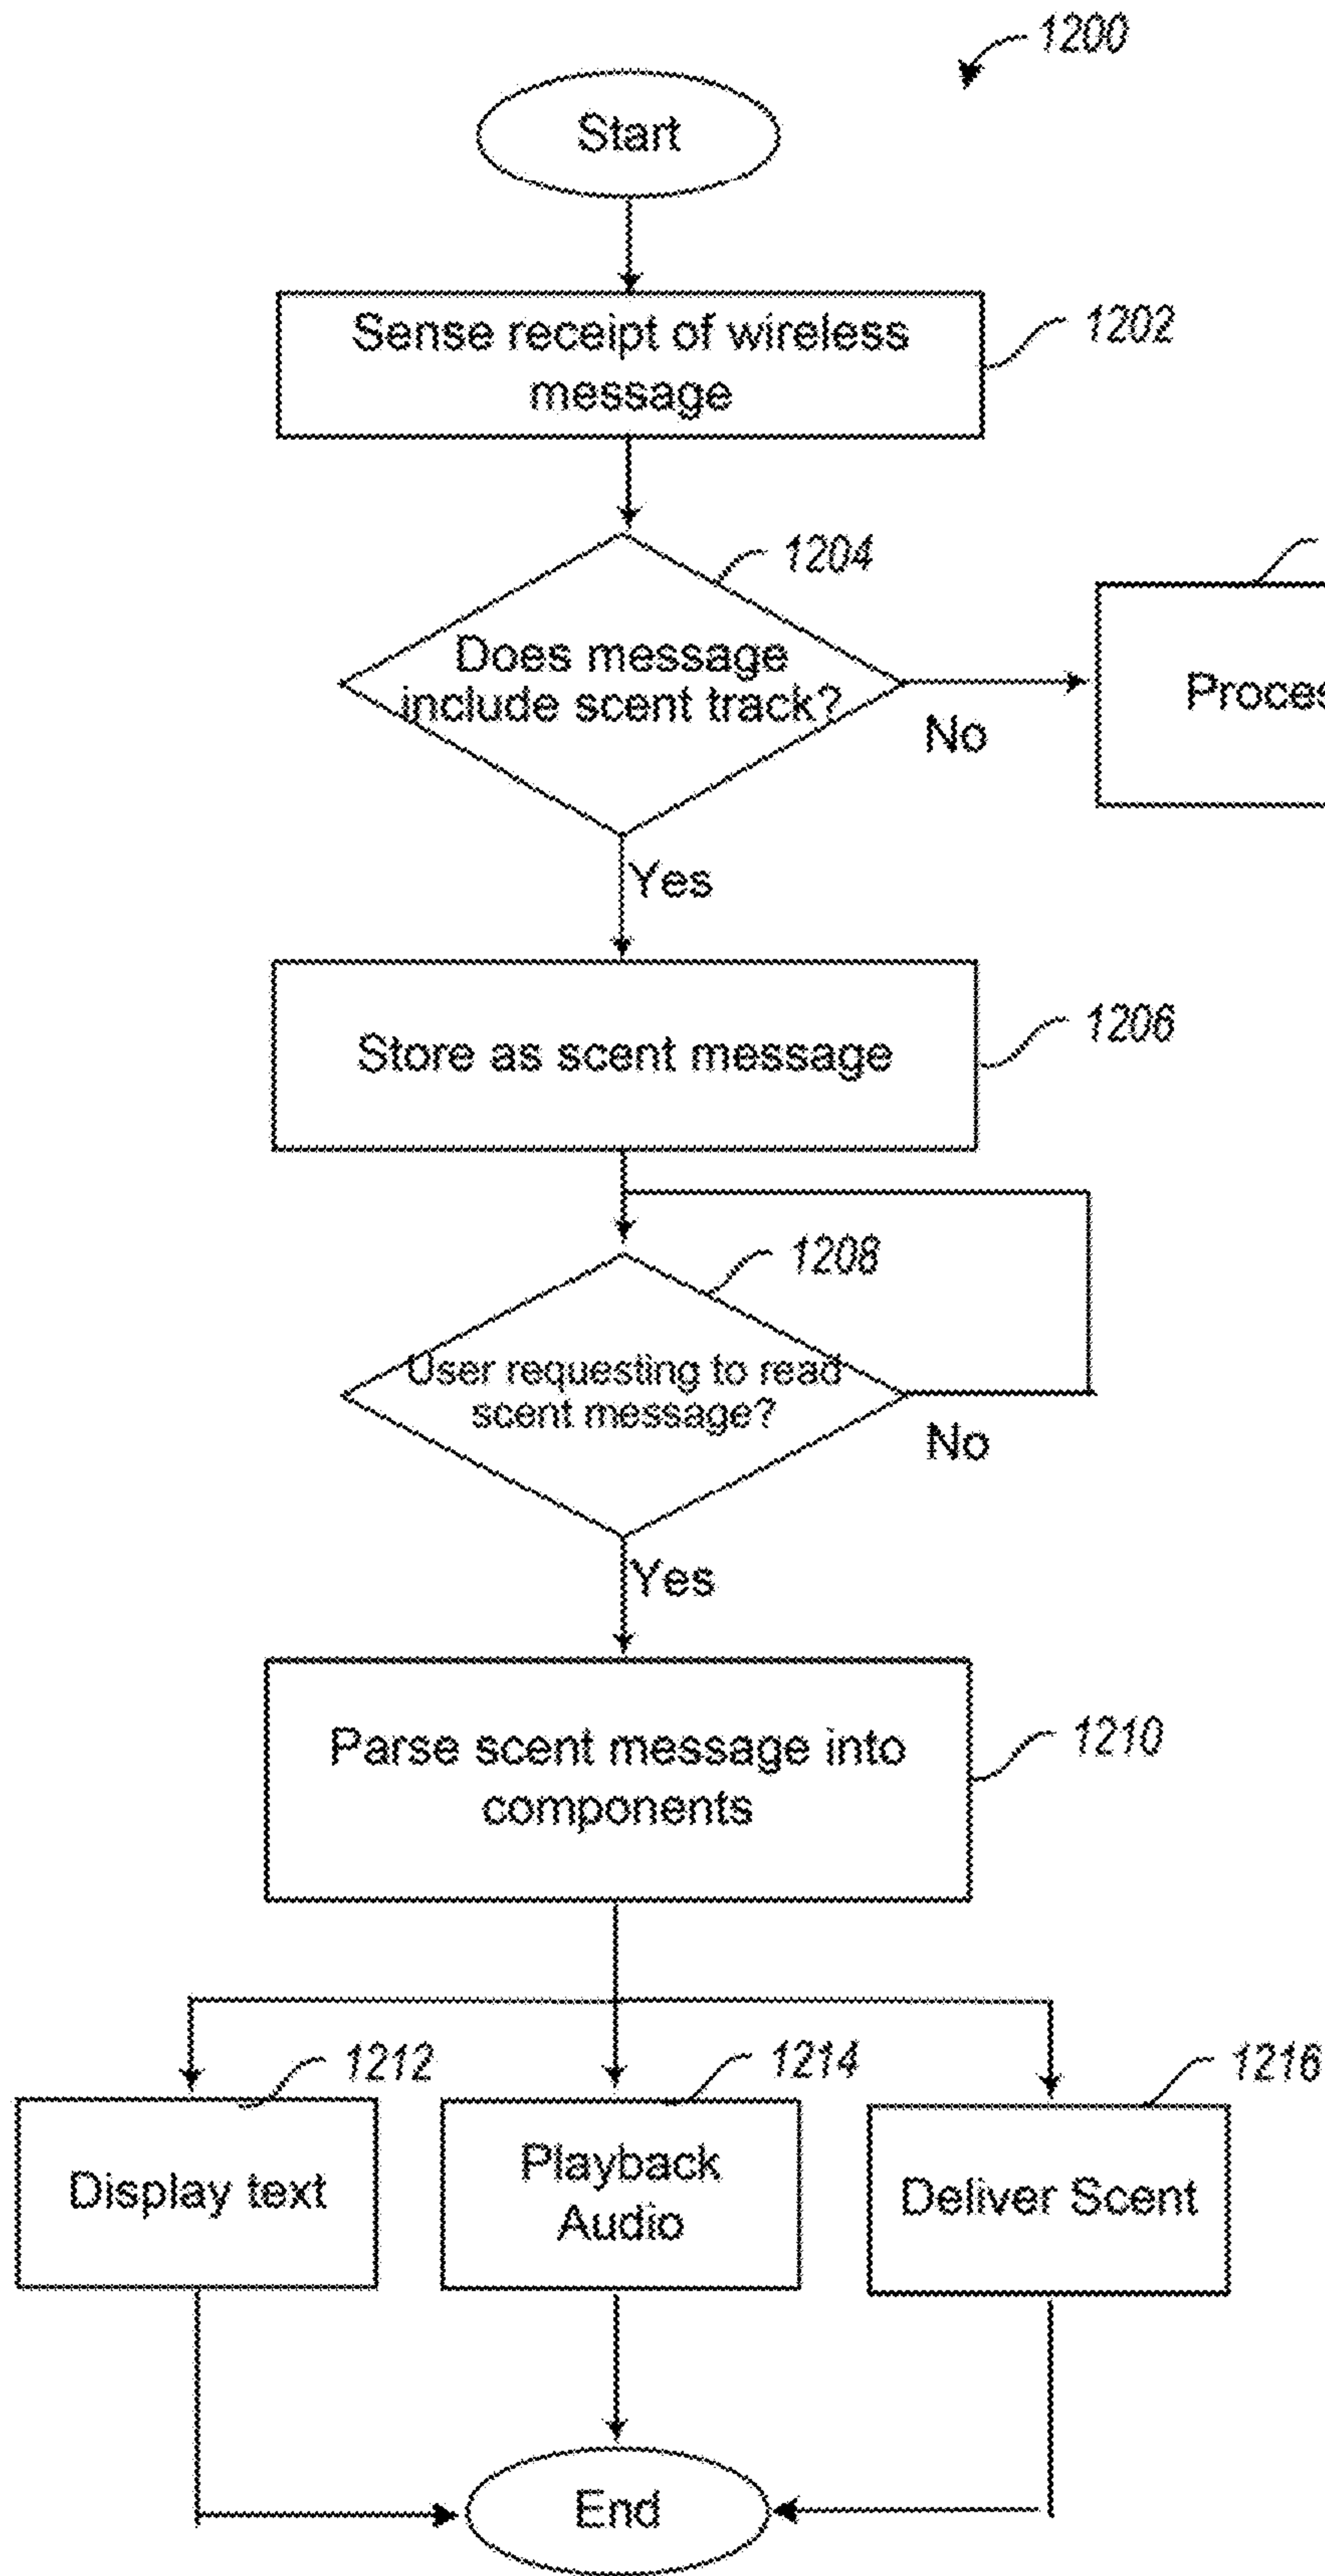 1200
Start
Sense receipt of wireless
message
1202
1204
Does message
include scent track?
No
Yes
Store as scent message
1206
1208
User requesting to read
scent message?
No
Yes
Parse scent message into
components
1210
1212
1214
1216
Display text
Playback
Audio
Deliver Scent
End